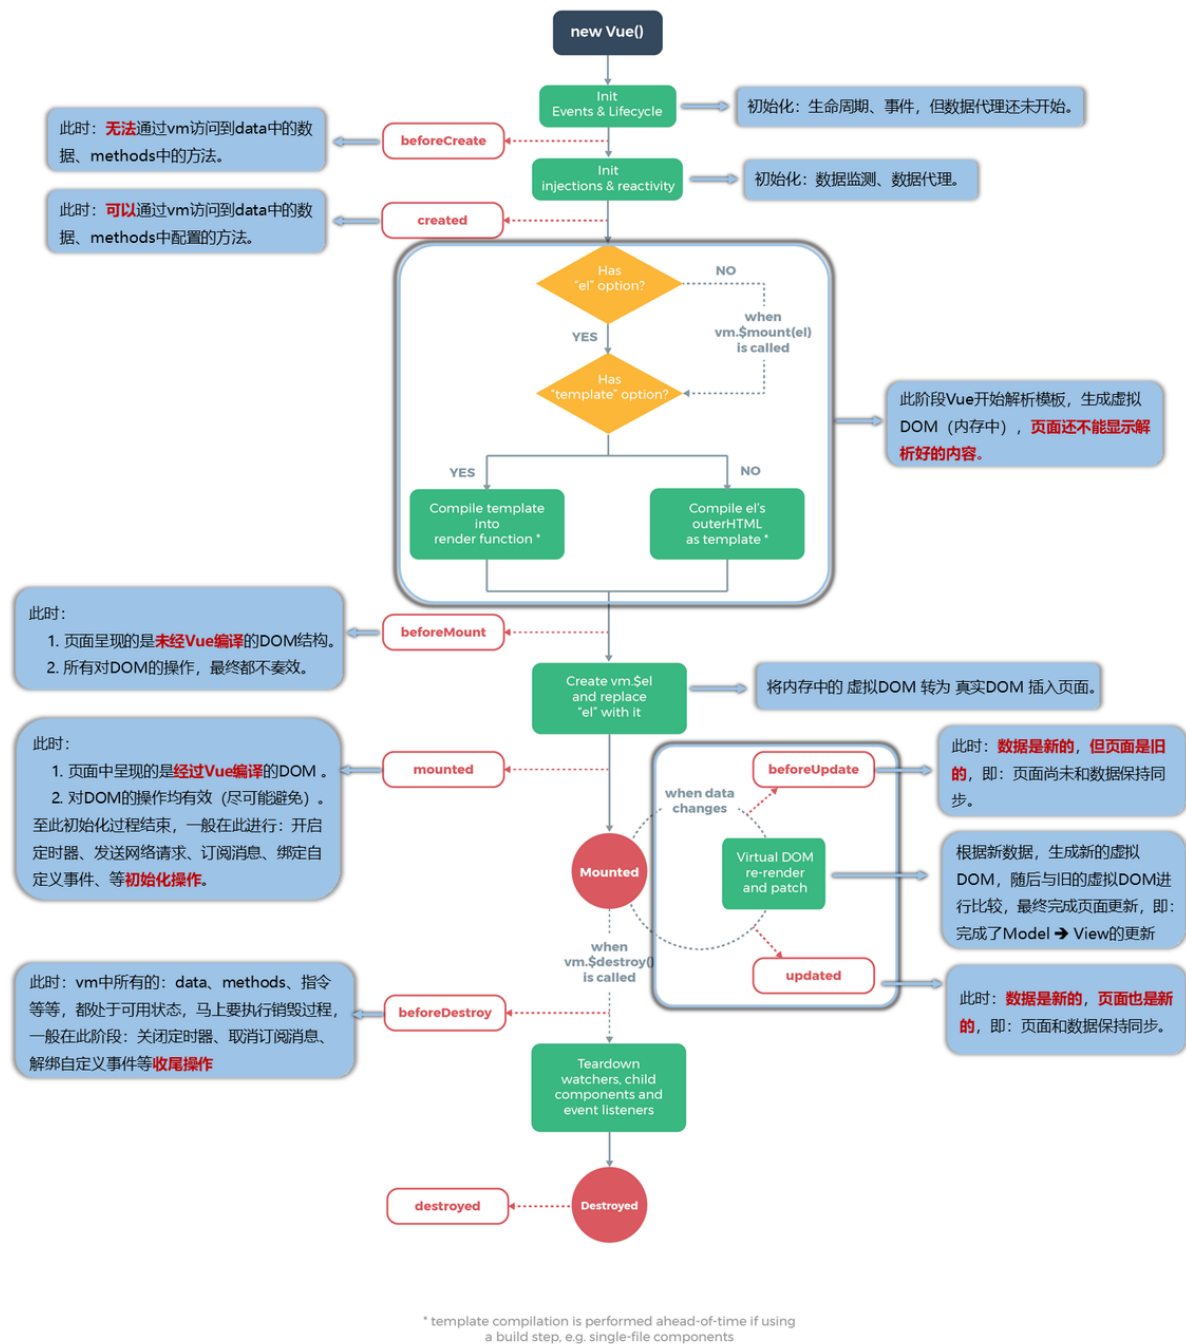 new Vue()
Init
Events & Lifecycle
初始化：生命周期、事件，但数据代理还未开始。
此时：无法通过vm访问到data中的数
据、methods中的方法。
beforeCreate
Init
injections & reactivity
初始化：数据监测、数据代理。
此时：可以通过vm访问到data中的数
据、methods中配置的方法。
created
Has
“el” option?
NO
when
vm.$mount(el)
is called
YES
Has
“template” option?
此阶段Vue开始解析模板，生成虚拟
DOM（内存中），页面还不能显示解
析好的内容。
YES
NO
Compile template
into
render function *
Compile el's
outerHTML
as template *
此时：
1. 页面呈现的是未经Vue编译的DOM结构。
2. 所有对DOM的操作，最终都不奏效。
beforeMount
Create vm.$el
and replace
“el” with it
将内存中的 虚拟DOM 转为 真实DOM 插入页面。
此时：
1. 页面中呈现的是经过Vue编译的DOM 。
2. 对DOM的操作均有效（尽可能避免）。
至此初始化过程结束，一般在此进行：开启
定时器、发送网络请求、订阅消息、绑定自
定义事件、等初始化操作。
mounted
beforeUpdate
此时：数据是新的，但页面是旧
的，即：页面尚未和数据保持同
步。
when data
changes
Mounted
Virtual DOM
re-render
and patch
根据新数据，生成新的虚拟
DOM，随后与旧的虚拟DOM进
行比较，最终完成页面更新，即：
完成了Model ➔ View的更新
when
vm.$destroy()
is called
updated
此时：数据是新的，页面也是新
的，即：页面和数据保持同步。
此时：vm中所有的：data、methods、指令
等等，都处于可用状态，马上要执行销毁过程，
一般在此阶段：关闭定时器、取消订阅消息、
解绑自定义事件等收尾操作
beforeDestroy
Teardown
watchers, child
components and
event listeners
destroyed
Destroyed
* template compilation is performed ahead-of-time if using
a build step, e.g. single-file components